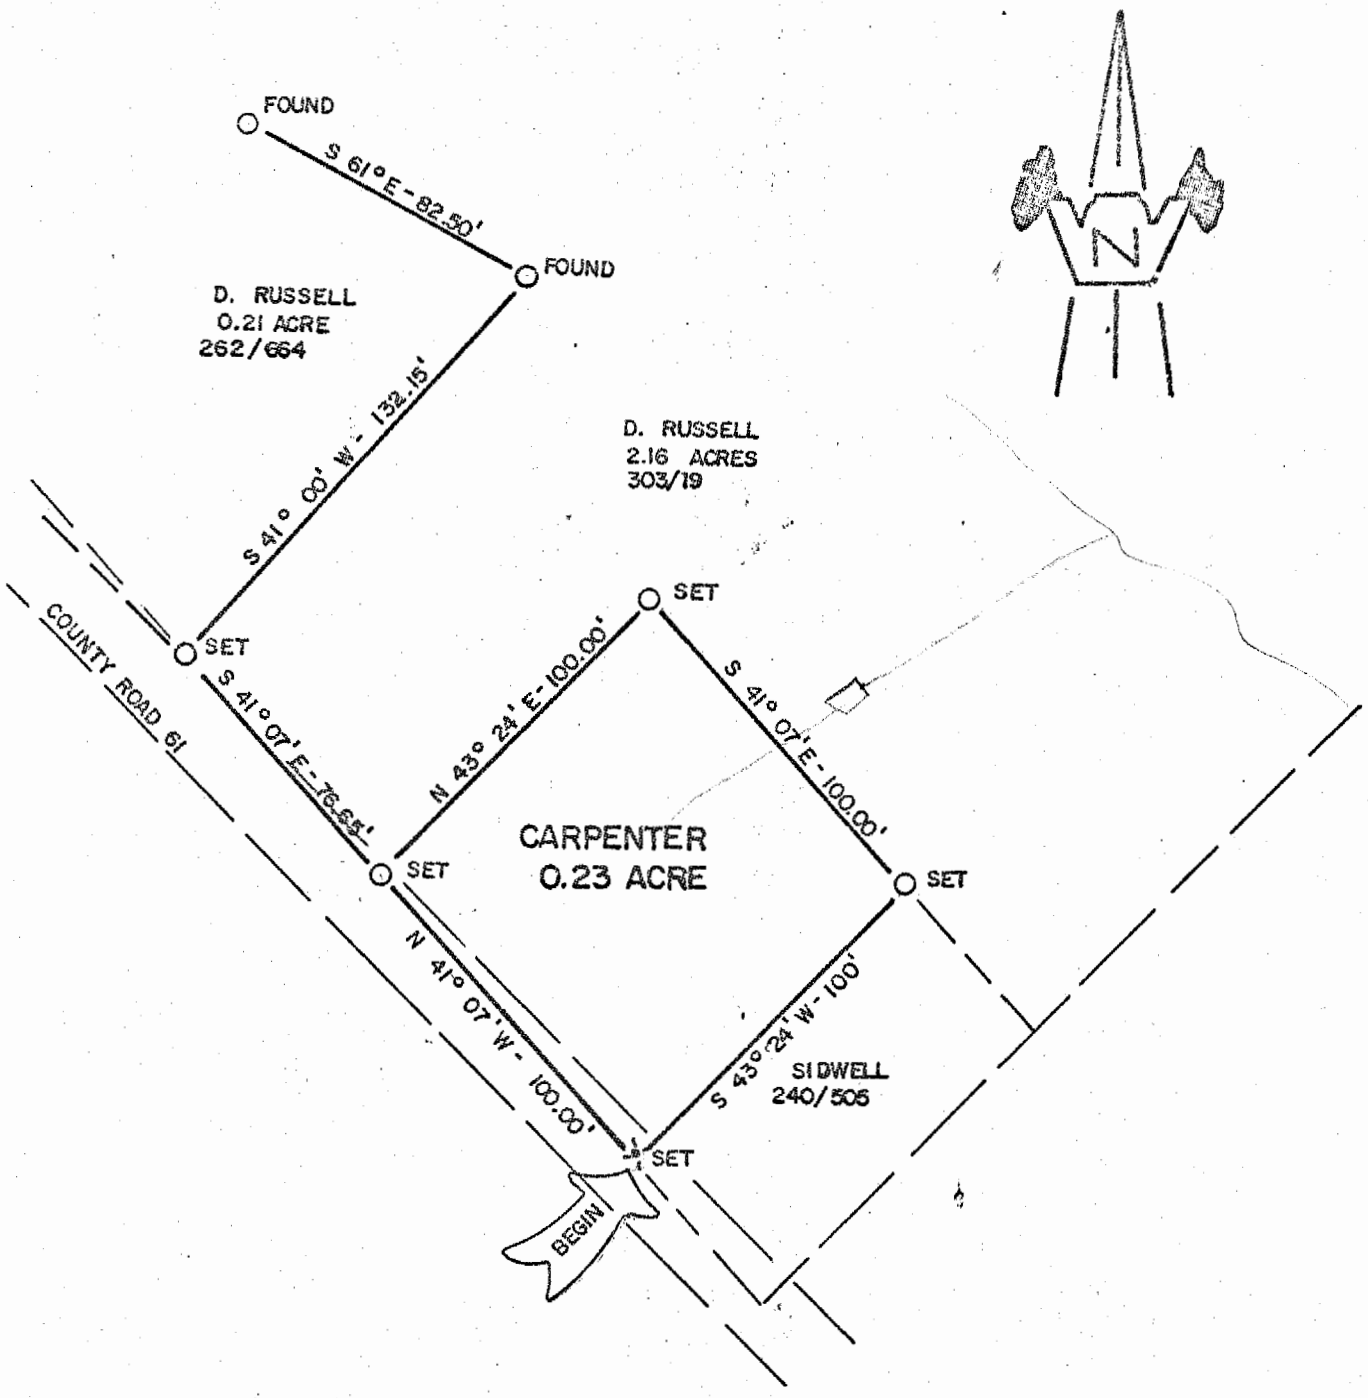 FOUND
S 61° E - 82.50'
FOUND
D. RUSSELL
0.21 ACRE
262/664
N
S 41° 00' W - 132.15'
D. RUSSELL
2.16 ACRES
303/19
SET
SET
COUNTY ROAD 61
S 41° 07' E - 76.65'
N 43° 24' E - 100.00'
S 41° 07' E - 100.00'
CARPENTER
0.23 ACRE
SET
SET
N 41° 07' W - 100.00'
S 43° 24' W - 100'
SIDWELL
240/505
SET
BEGIN